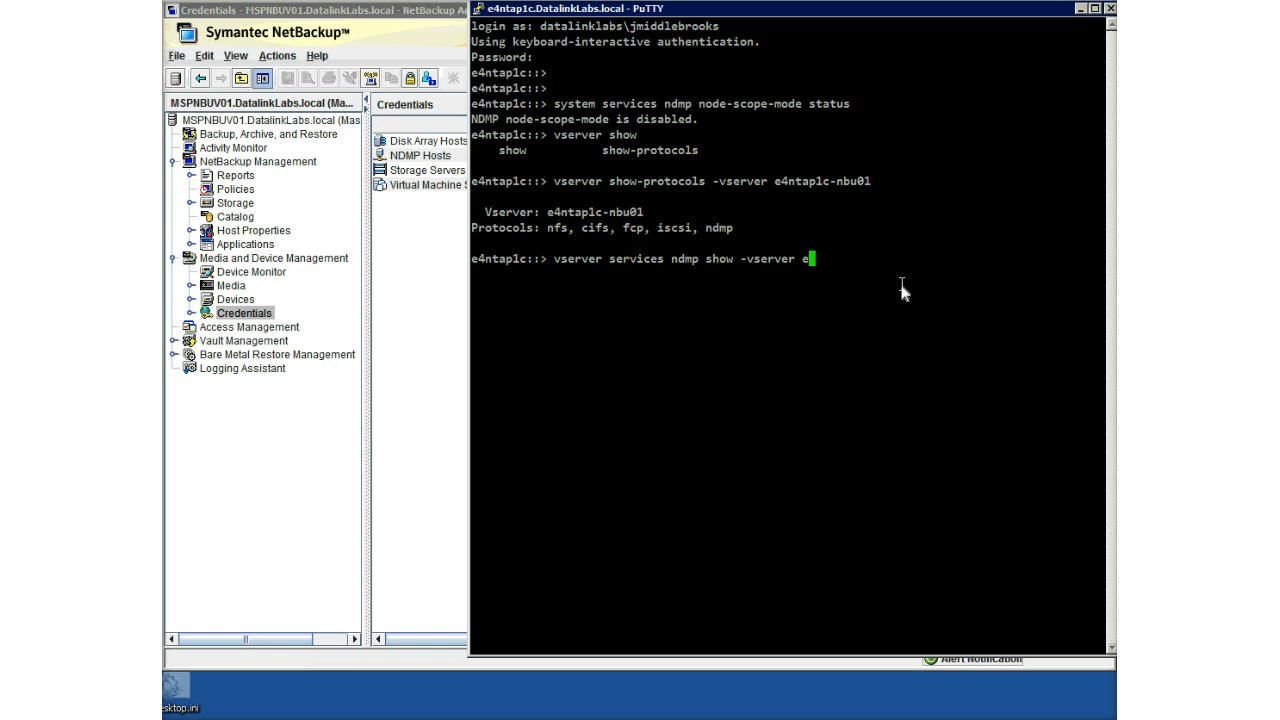 Credentials - MSPNBUV01.DatalinkLabs.local - NetBackup A
Symantec NetBackup™
File Edit View Actions Help
MSPNBUV01.DatalinkLabs.local (Ma...
MSPNBUV01.DatalinkLabs.local (Mas
Backup, Archive, and Restore
Activity Monitor
NetBackup Management
Reports
Policies
Storage
Catalog
Host Properties
Applications
Media and Device Management
Device Monitor
Media
Devices
Credentials
Access Management
Vault Management
Bare Metal Restore Management
Logging Assistant
Credentials
Disk Array Hosts
NDMP Hosts
Storage Servers
Virtual Machine S
e4ntap1c.DatalinkLabs.local - PuTTY
login as: datalinklabs\jmiddlebrooks
Using keyboard-interactive authentication.
Password:
e4ntap1c::>
e4ntap1c::>
e4ntap1c::> system services ndmp node-scope-mode status
NDMP node-scope-mode is disabled.
e4ntap1c::> vserver show
show show-protocols
e4ntap1c::> vserver show-protocols -vserver e4ntap1c-nbu01
Vserver: e4ntap1c-nbu01
Protocols: nfs, cifs, fcp, iscsi, ndmp
e4ntap1c::> vserver services ndmp show -vserver e
Alert Notification
esktop.ini